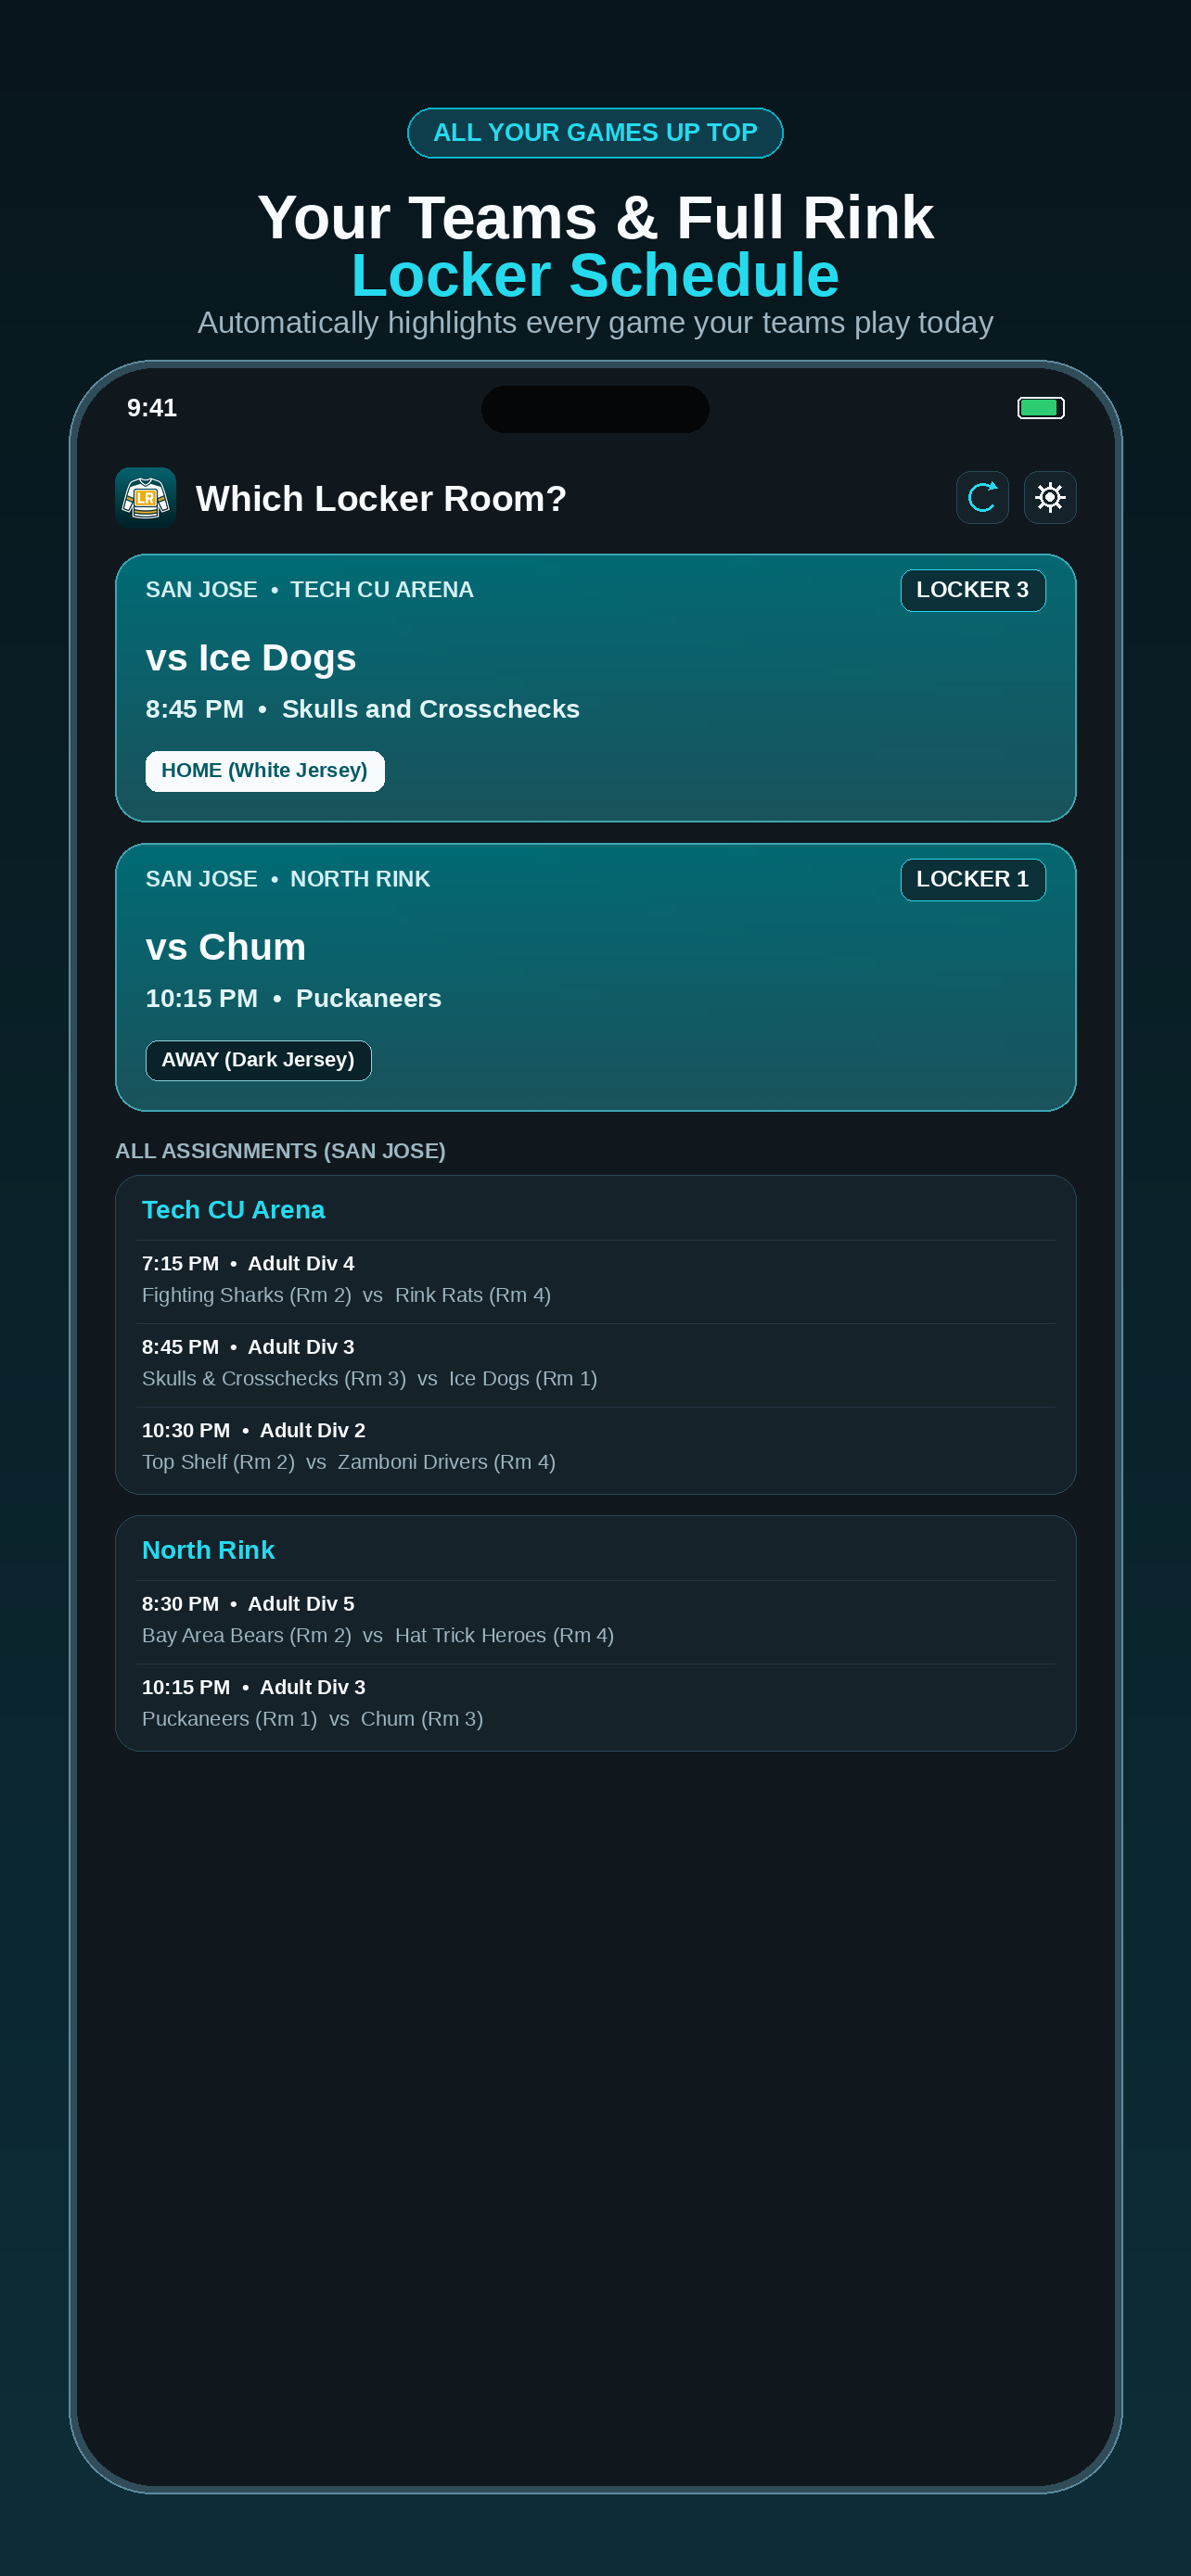 ALL YOUR GAMES UP TOP
Your Teams & Full Rink
Locker Schedule
Automatically highlights every game your teams play today
9:41
LR
Which Locker Room?
SAN JOSE • TECH CU ARENA
LOCKER 3
vs Ice Dogs
8:45 PM • Skulls and Crosschecks
HOME (White Jersey)
SAN JOSE • NORTH RINK
LOCKER 1
vs Chum
10:15 PM • Puckaneers
AWAY (Dark Jersey)
ALL ASSIGNMENTS (SAN JOSE)
Tech CU Arena
7:15 PM • Adult Div 4
Fighting Sharks (Rm 2) vs Rink Rats (Rm 4)
8:45 PM • Adult Div 3
Skulls & Crosschecks (Rm 3) vs Ice Dogs (Rm 1)
10:30 PM • Adult Div 2
Top Shelf (Rm 2) vs Zamboni Drivers (Rm 4)
North Rink
8:30 PM • Adult Div 5
Bay Area Bears (Rm 2) vs Hat Trick Heroes (Rm 4)
10:15 PM • Adult Div 3
Puckaneers (Rm 1) vs Chum (Rm 3)